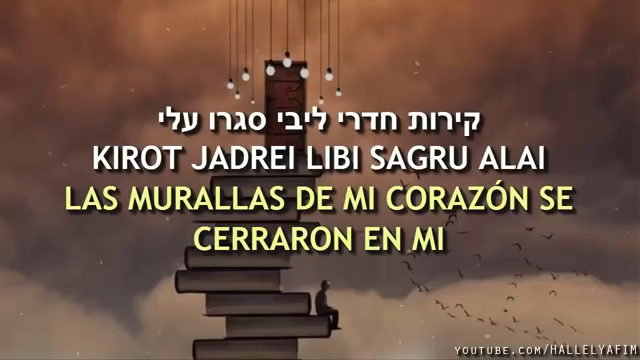 קירות חדרי ליבי סגרו עלי
KIROT JADREI LIBI SAGRU ALAI
LAS MURALLAS DE MI CORAZÓN SE
CERRARON EN MI
YOUTUBE.COM/HALLELYAFIM